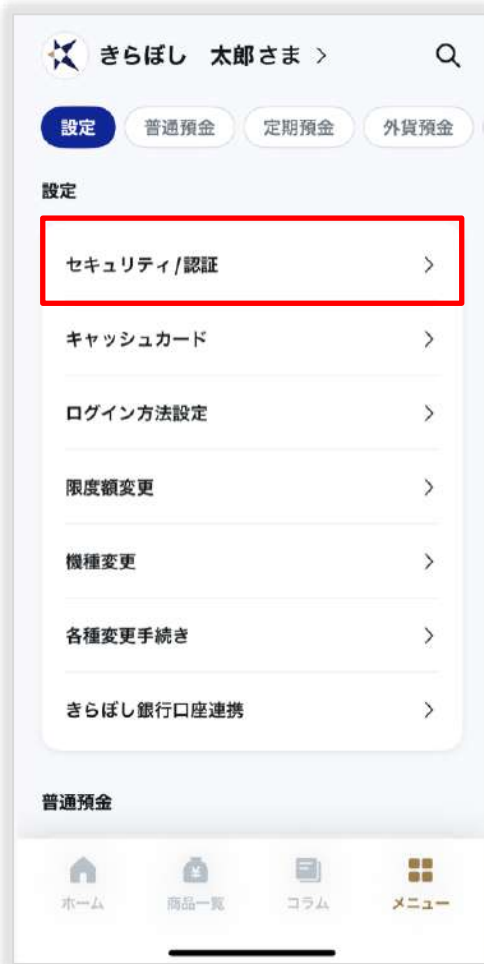 きらぼし　太郎さま >
設定 普通預金 定期預金 外貨預金
設定
セキュリティ/認証
キャッシュカード
ログイン方法設定
限度額変更
機種変更
各種変更手続き
きらぼし銀行口座連携
普通預金
ホーム 商品一覧 コラム メニュー